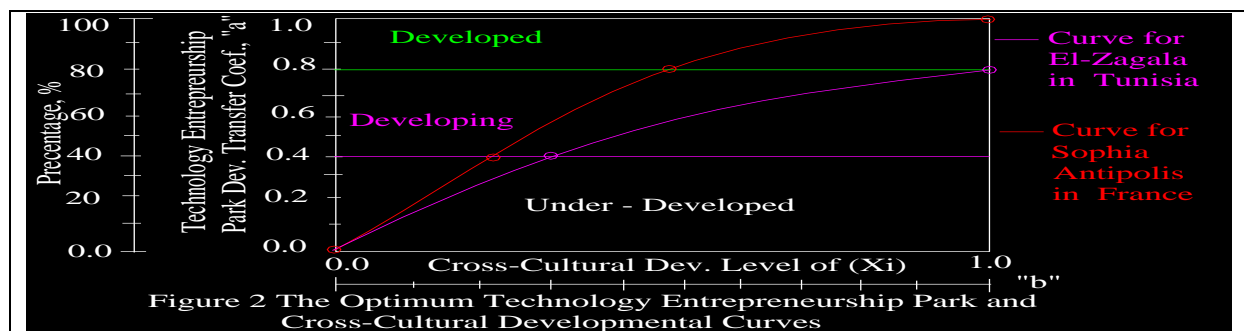 Precentage, %
100
80
60
40
20
0.0
Technology Entrepreurship
Park Dev. Transfer Coef., "a"
1.0
0.8
0.6
0.4
0.2
0.0
Developed
Developing
Under - Developed
Curve for
El-Zagala
in Tunisia
Curve for
Sophia
Antipolis
in France
0.0
Cross-Cultural Dev. Level of (Xi)
1.0
"b"
Figure 2 The Optimum Technology Entrepreneurship Park and
Cross-Cultural Developmental Curves